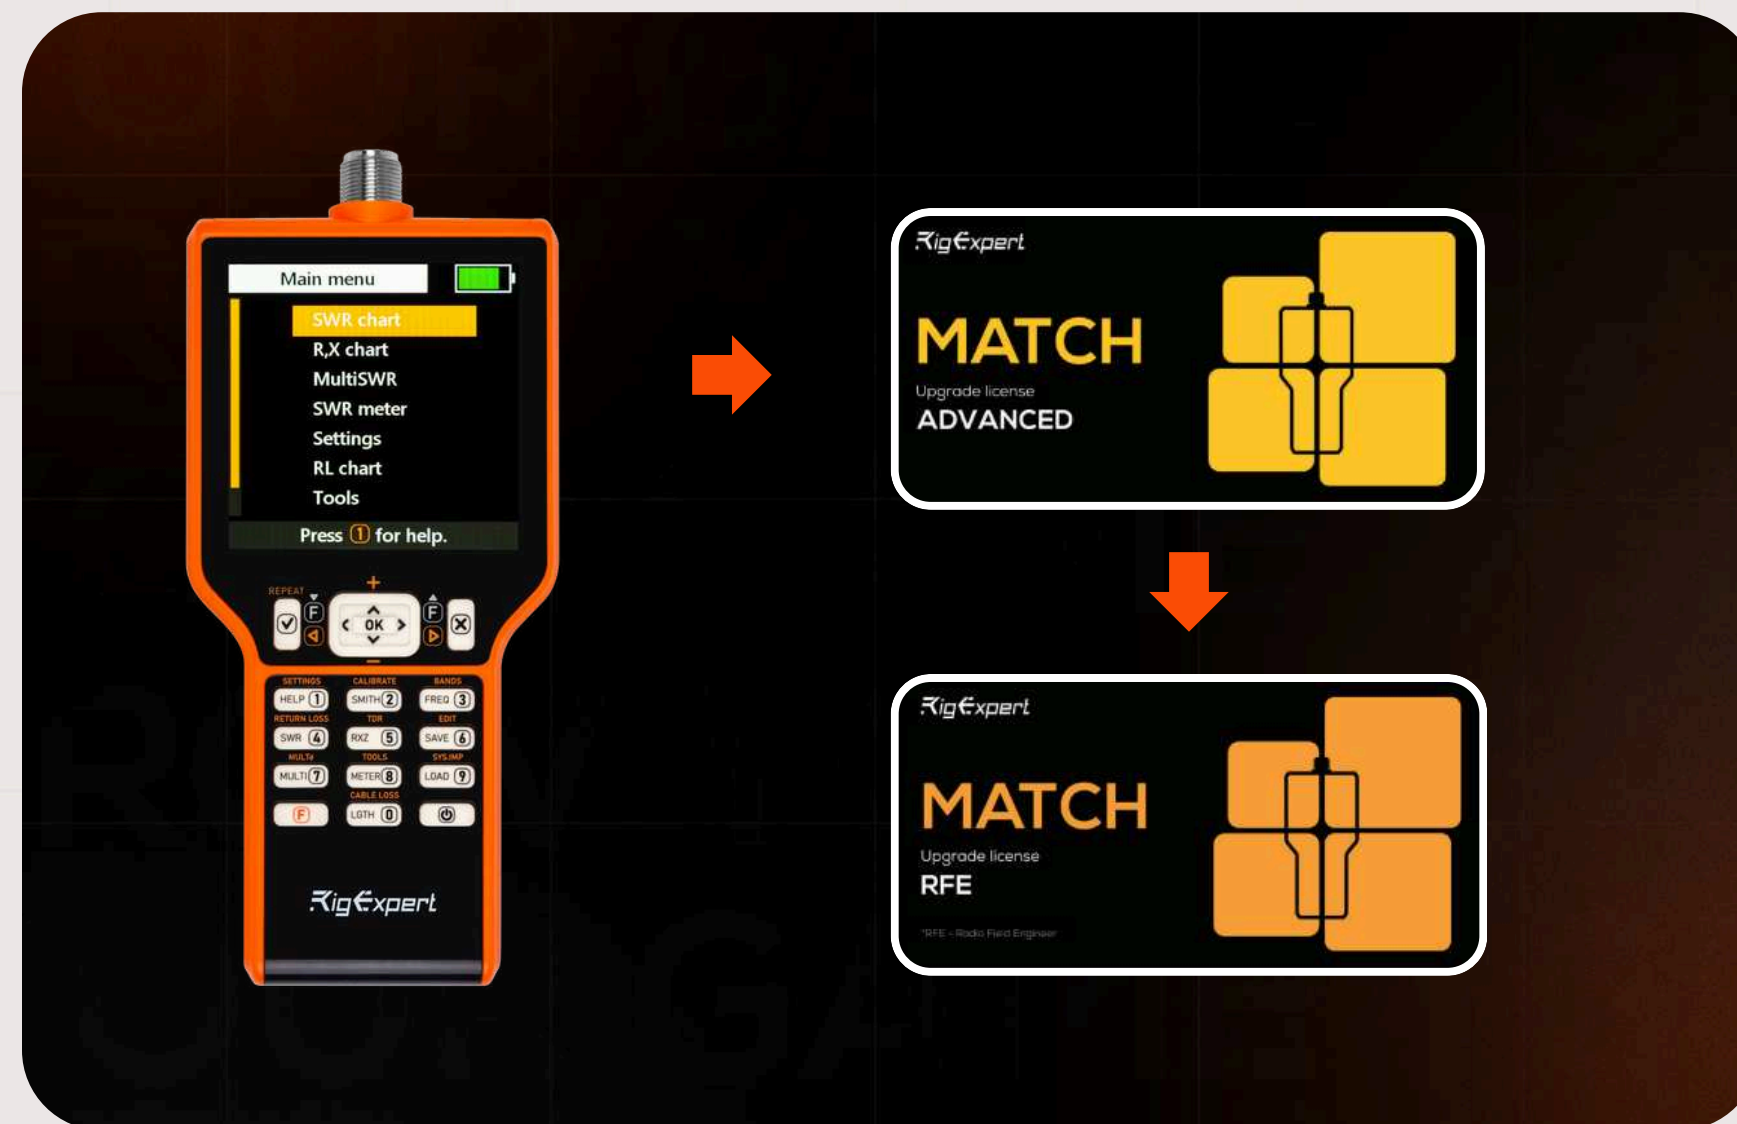 Main menu
SWR chart
R,X chart
MultiSWR
SWR meter
Settings
RL chart
Tools
Press 1 for help.
+
REPEAT
F
F
OK
−
SETTINGS CALIBRATE BANDS
HELP 1 SMITH 2 FREQ 3
RETURN LOSS TDR EDIT
SWR 4 RXZ 5 SAVE 6
TOOLS SYS.IMP
MULTI 7 METER 8 LOAD 9
CABLE LOSS
F LGTH 0
RigExpert
RigExpert
MATCH
Upgrade license
ADVANCED
RigExpert
MATCH
Upgrade license
RFE
*RFE - Radio Field Engineer